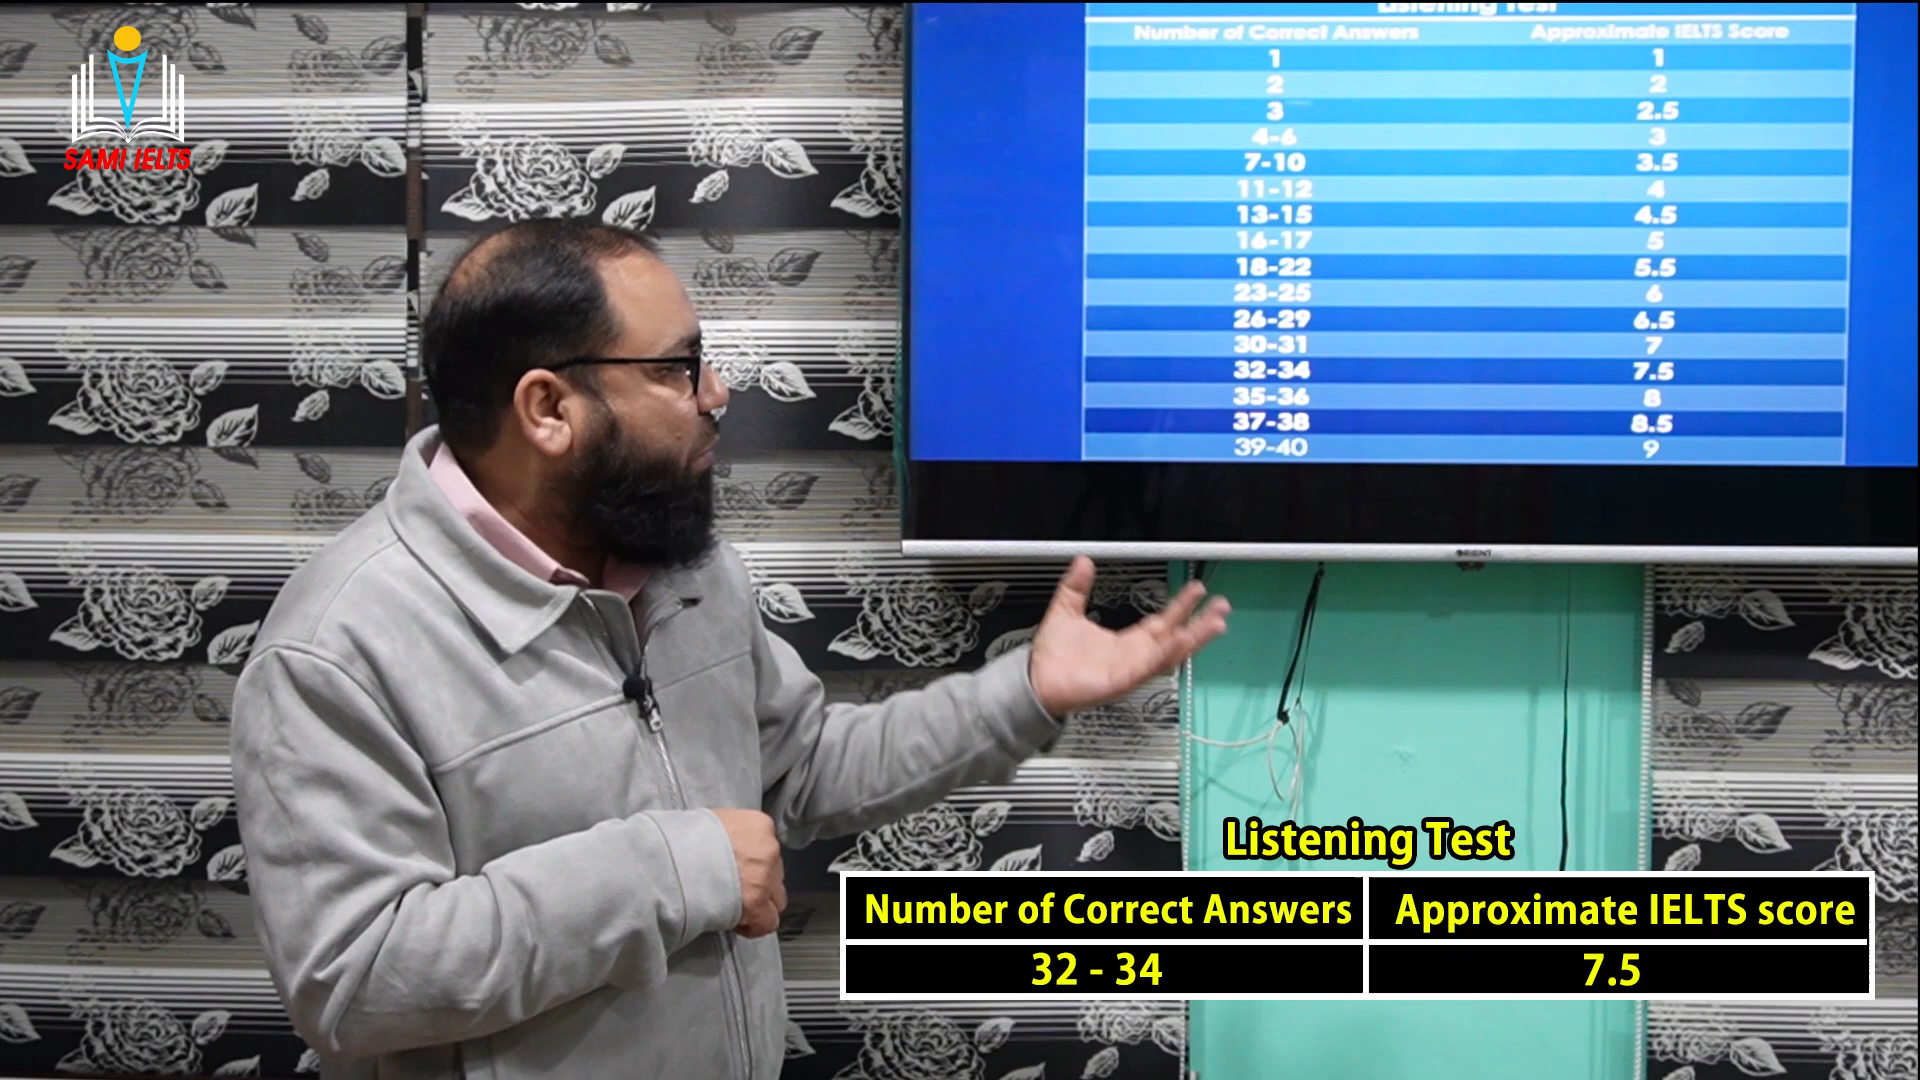 SAMI IELTS
Listening Test
Number of Correct Answers Approximate IELTS Score
1 1
2 2
3 2.5
4-6 3
7-10 3.5
11-12 4
13-15 4.5
16-17 5
18-22 5.5
23-25 6
26-29 6.5
30-31 7
32-34 7.5
35-36 8
37-38 8.5
39-40 9
ORIENT
Listening Test
Number of Correct Answers Approximate IELTS score
32 - 34 7.5